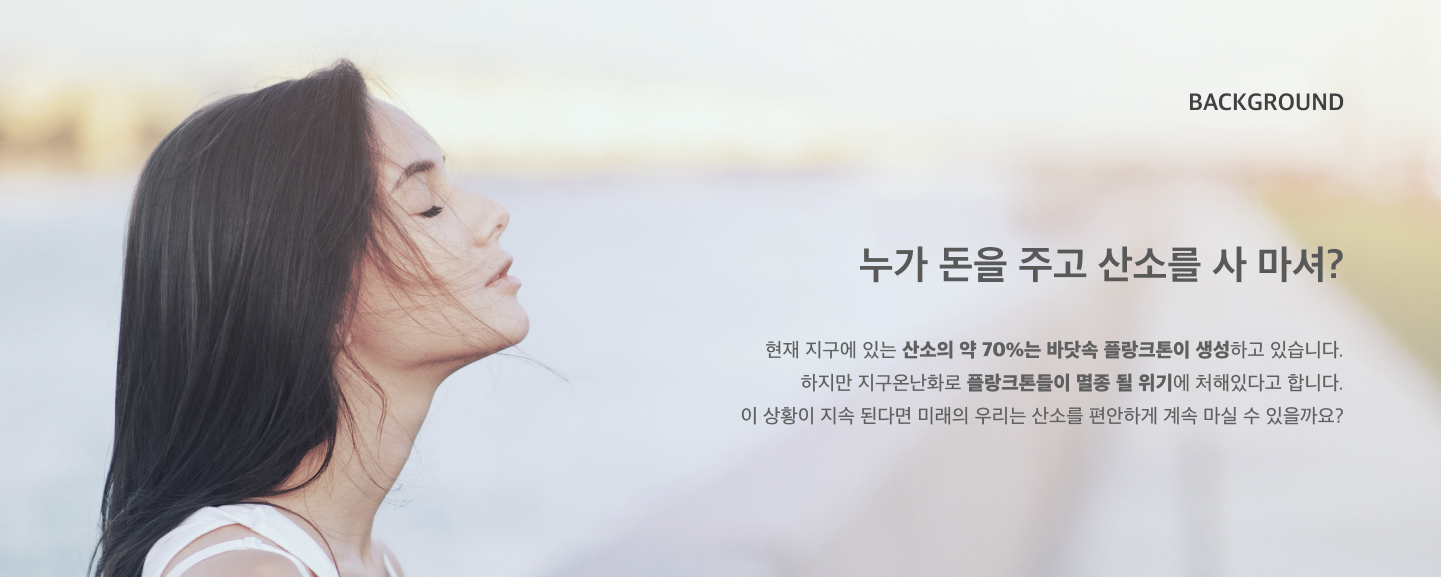 BACKGROUND
누가 돈을 주고 산소를 사 마셔?
현재 지구에 있는 산소의 약 70%는 바닷속 플랑크톤이 생성하고 있습니다.
하지만 지구온난화로 플랑크톤들이 멸종 될 위기에 처해있다고 합니다.
이 상황이 지속 된다면 미래의 우리는 산소를 편안하게 계속 마실 수 있을까요?